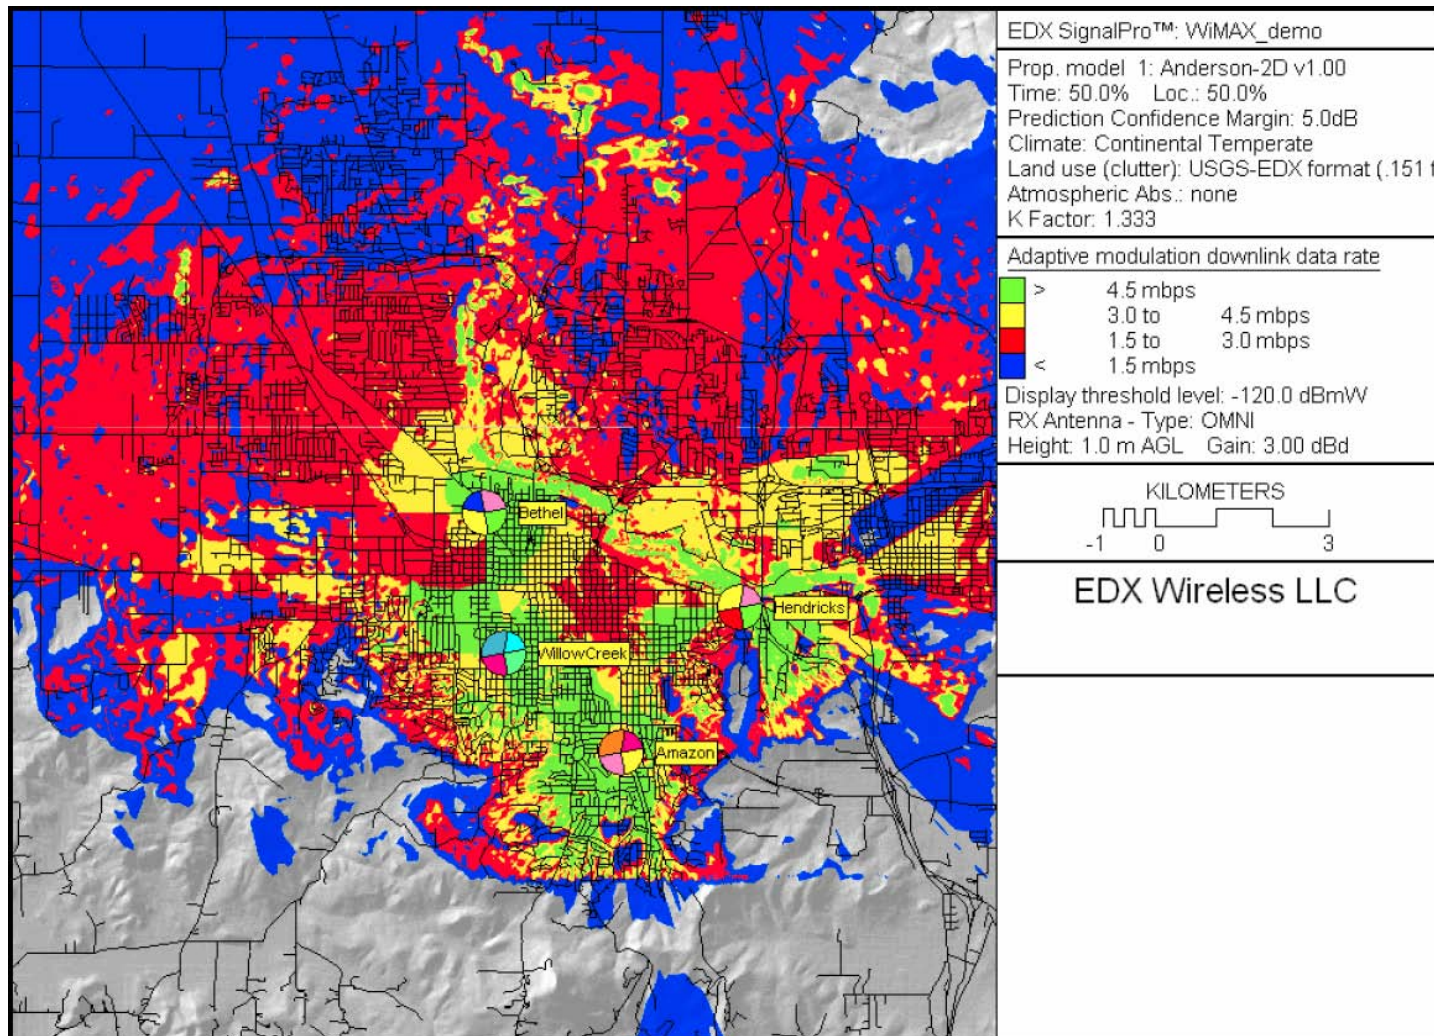 EDX SignalPro™: WiMAX_demo
Prop. model 1: Anderson-2D v1.00
Time: 50.0% Loc.: 50.0%
Prediction Confidence Margin: 5.0dB
Climate: Continental Temperate
Land use (clutter): USGS-EDX format (.151 f
Atmospheric Abs.: none
K Factor: 1.333
Adaptive modulation downlink data rate
> 4.5 mbps
3.0 to 4.5 mbps
1.5 to 3.0 mbps
< 1.5 mbps
Display threshold level: -120.0 dBmW
RX Antenna - Type: OMNI
Height: 1.0 m AGL Gain: 3.00 dBd
KILOMETERS
-1 0 3
EDX Wireless LLC
Bethel
Hendricks
WillowCreek
Amazon